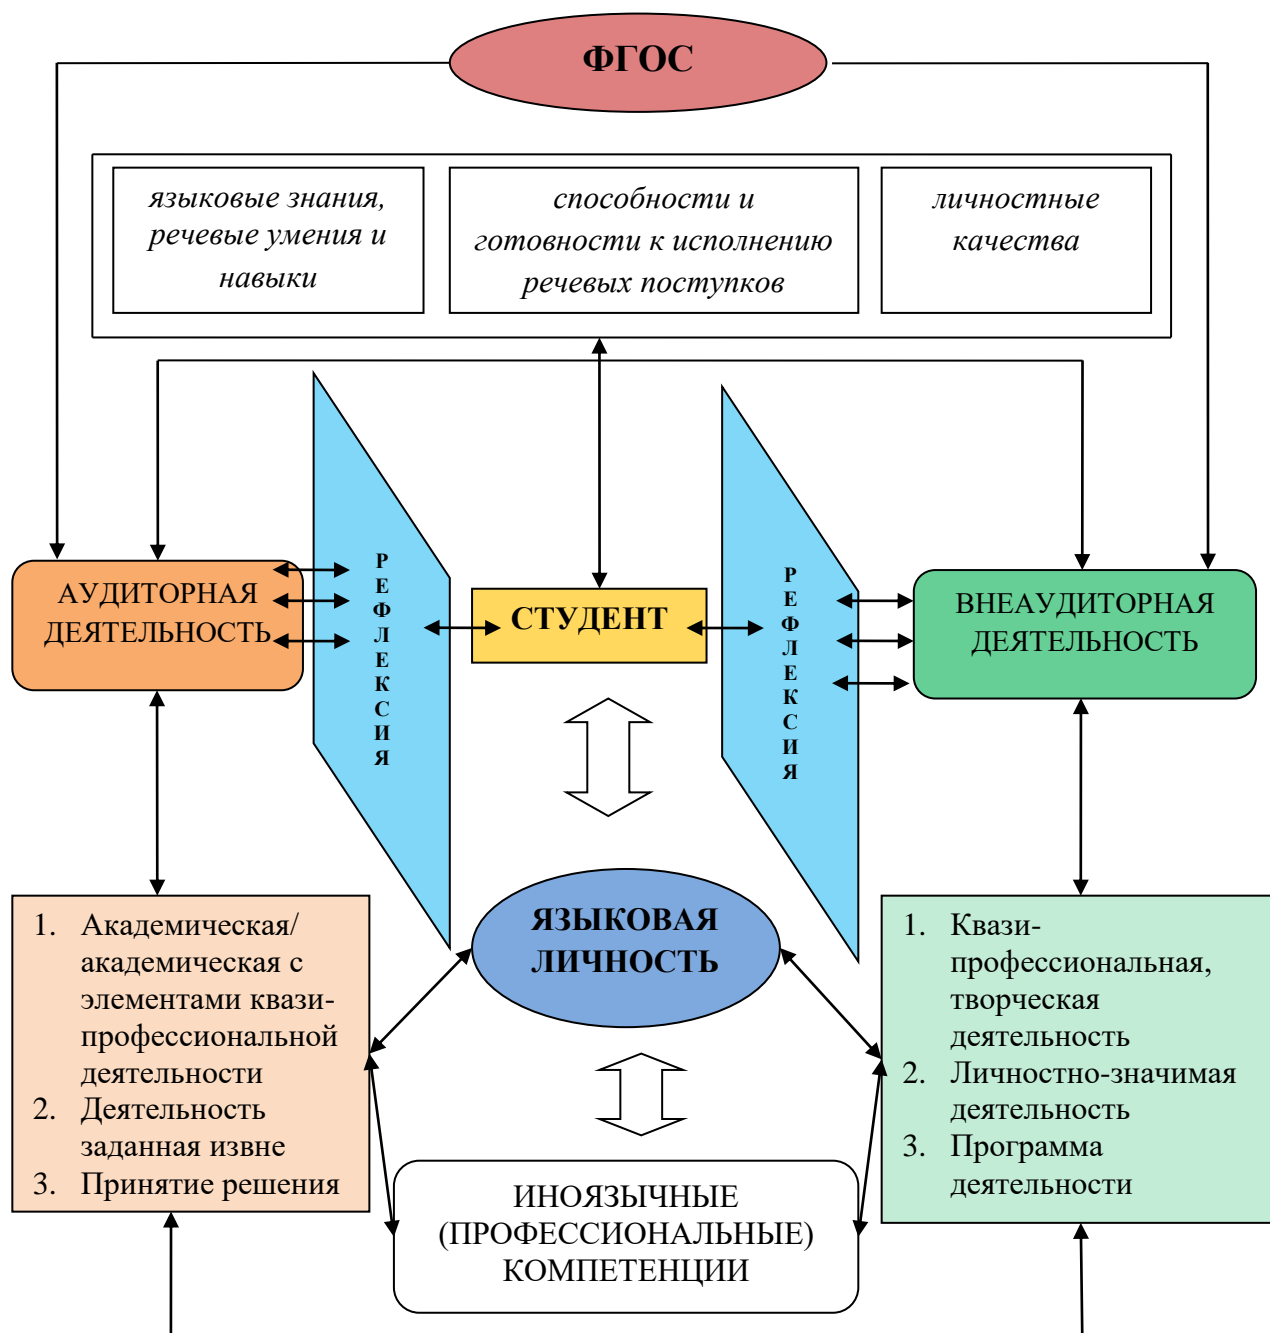 ФГОС
языковые знания,
речевые умения и
навыки
способности и
готовности к исполнению
речевых поступков
личностные
качества
АУДИТОРНАЯ
ДЕЯТЕЛЬНОСТЬ
РЕФЛЕКСИЯ
СТУДЕНТ
РЕФЛЕКСИЯ
ВНЕАУДИТОРНАЯ
ДЕЯТЕЛЬНОСТЬ
ЯЗЫКОВАЯ
ЛИЧНОСТЬ
1. Академическая/
академическая с
элементами квази-
профессиональной
деятельности
2. Деятельность
заданная извне
3. Принятие решения
1. Квази-
профессиональная,
творческая
деятельность
2. Личностно-значимая
деятельность
3. Программа
деятельности
ИНОЯЗЫЧНЫЕ
(ПРОФЕССИОНАЛЬНЫЕ)
КОМПЕТЕНЦИИ